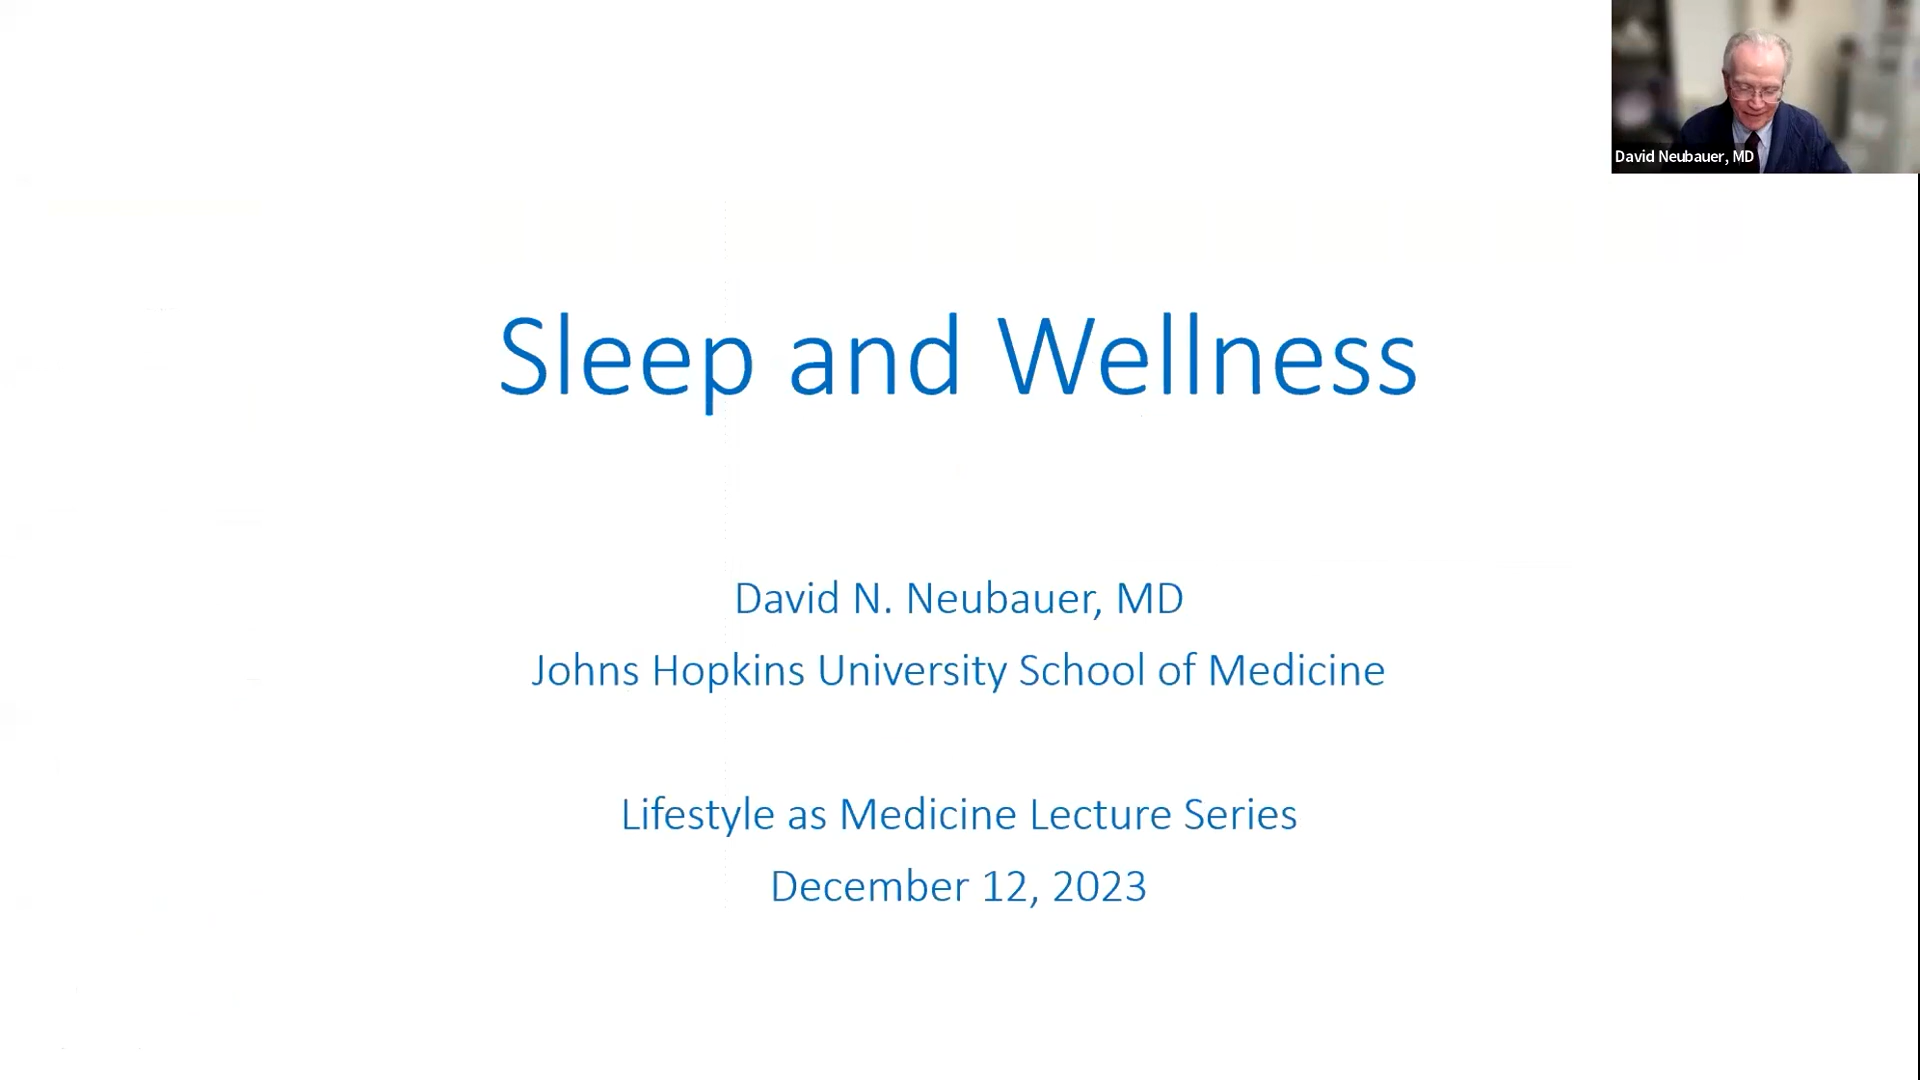 David Neubauer, MD
Sleep and Wellness
David N. Neubauer, MD
Johns Hopkins University School of Medicine
Lifestyle as Medicine Lecture Series
December 12, 2023